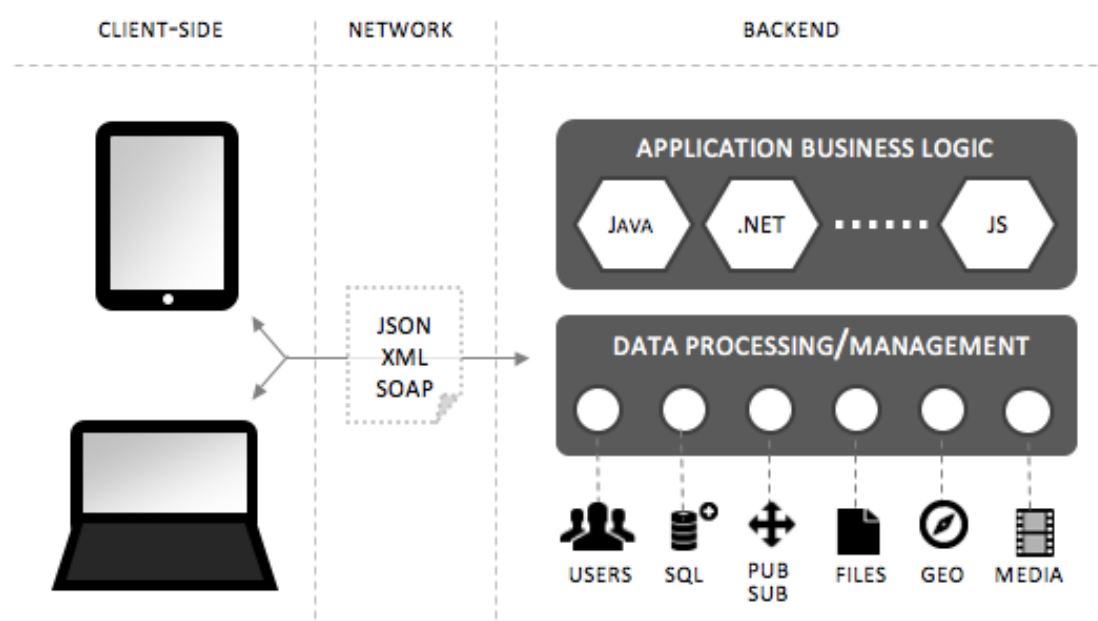 CLIENT-SIDE
NETWORK
BACKEND
APPLICATION BUSINESS LOGIC
JAVA
.NET
JS
JSON
XML
SOAP
DATA PROCESSING/MANAGEMENT
USERS
SQL
PUB
SUB
FILES
GEO
MEDIA